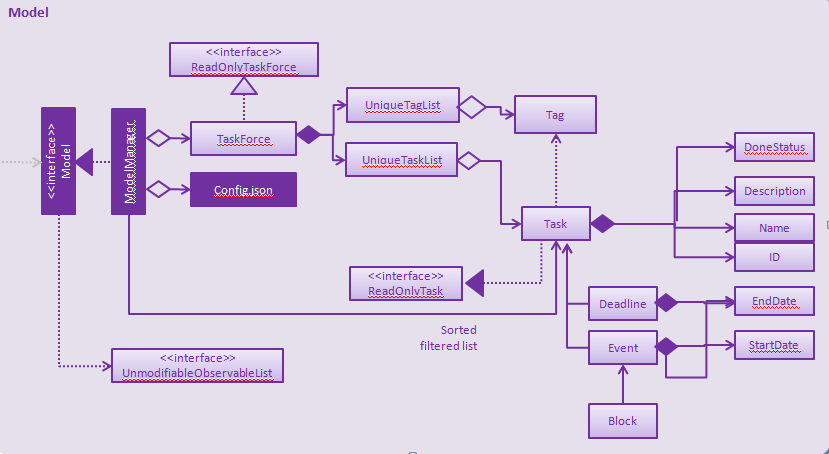 Model
<<interface>>
ReadOnlyTaskForce
<<interface>>
Model
ModelManager
TaskForce
Config.json
UniqueTagList
UniqueTaskList
Tag
Task
DoneStatus
Description
Name
ID
<<interface>>
ReadOnlyTask
Deadline
EndDate
Sorted
filtered list
Event
StartDate
<<interface>>
UnmodifiableObservableList
Block